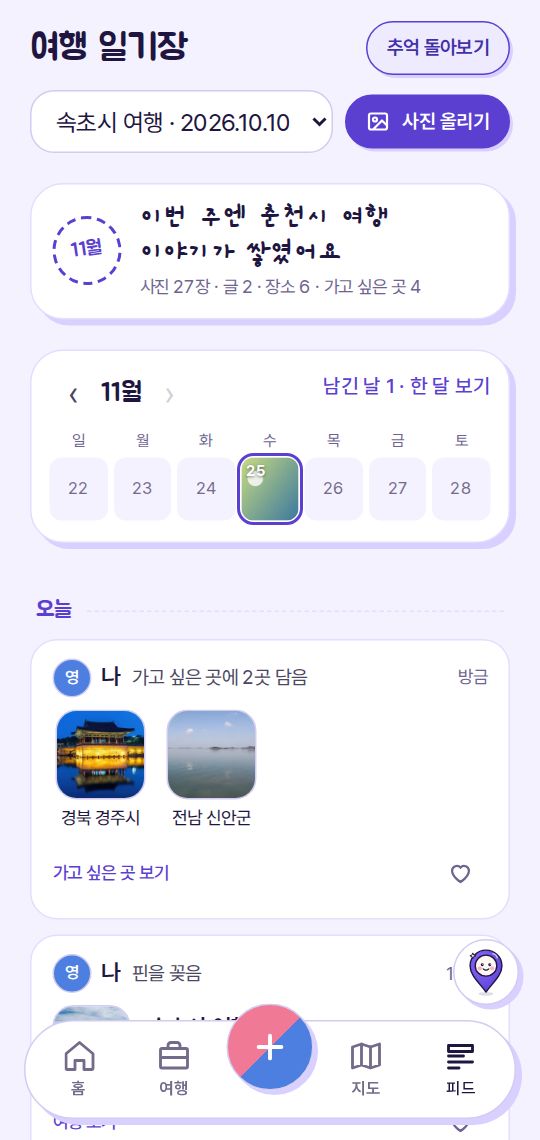 여행 일기장
추억 돌아보기
속초시 여행 · 2026.10.10
사진 올리기
11월
이번 주엔 춘천시 여행
이야기가 쌓였어요
사진 27장 · 글 2 · 장소 6 · 가고 싶은 곳 4
11월
남긴 날 1 · 한 달 보기
일 월 화 수 목 금 토
22 23 24 25 26 27 28
오늘
영 나 가고 싶은 곳에 2곳 담음 방금
경북 경주시 전남 신안군
가고 싶은 곳 보기
영 나 핀을 꽂음
홈 여행 지도 피드